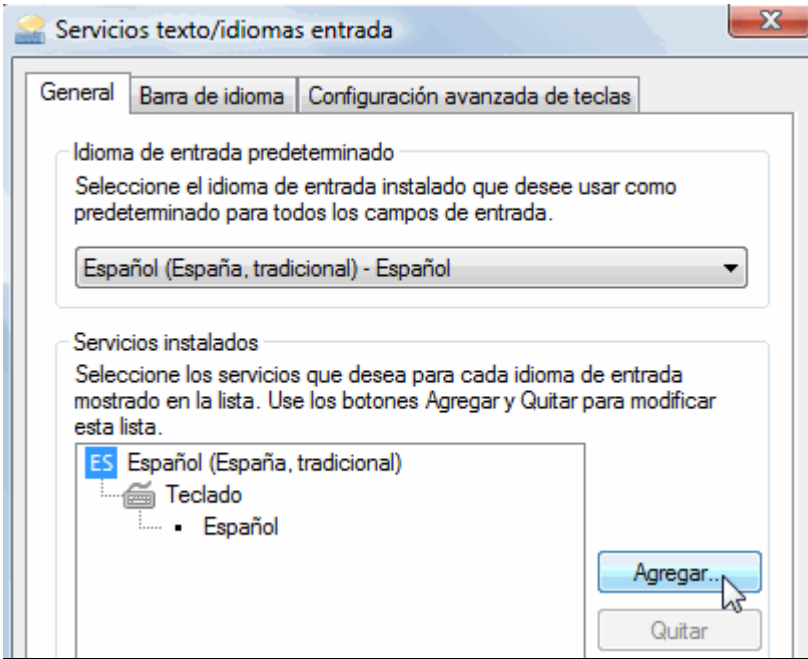 Servicios texto/idiomas entrada
General
Barra de idioma
Configuración avanzada de teclas
Idioma de entrada predeterminado
Seleccione el idioma de entrada instalado que desee usar como
predeterminado para todos los campos de entrada.
Español (España, tradicional) - Español
Servicios instalados
Seleccione los servicios que desea para cada idioma de entrada
mostrado en la lista. Use los botones Agregar y Quitar para modificar
esta lista.
ES Español (España, tradicional)
Teclado
Español
Agregar...
Quitar